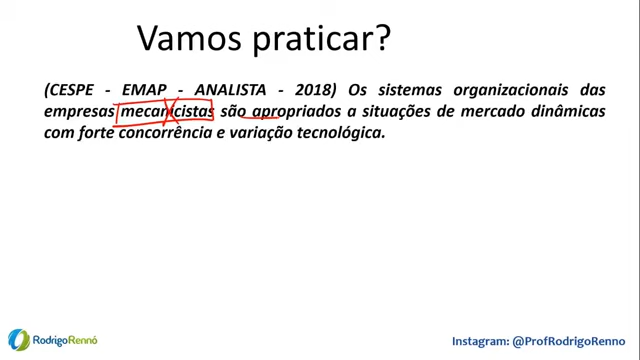 Vamos praticar?
(CESPE - EMAP - ANALISTA - 2018) Os sistemas organizacionais das
empresas mecanicistas são apropriados a situações de mercado dinâmicas
com forte concorrência e variação tecnológica.
RodrigoRennó
Instagram: @ProfRodrigoRenno